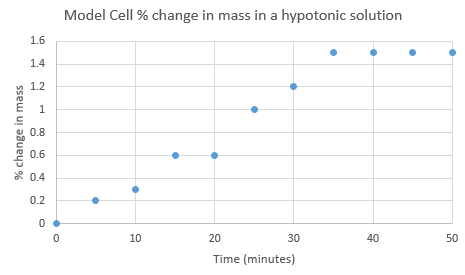 Model Cell % change in mass in a hypotonic solution
% change in mass
1.6
1.4
1.2
1
0.8
0.6
0.4
0.2
0
0 10 20 30 40 50
Time (minutes)